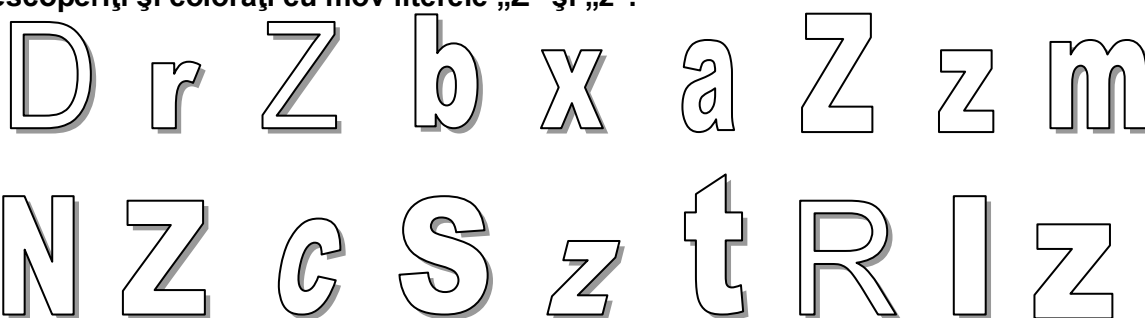 escoperiţi şi coloraţi cu mov literele „Z” şi „z”.
D r Z b x a Z z m
N Z c S z t R I z